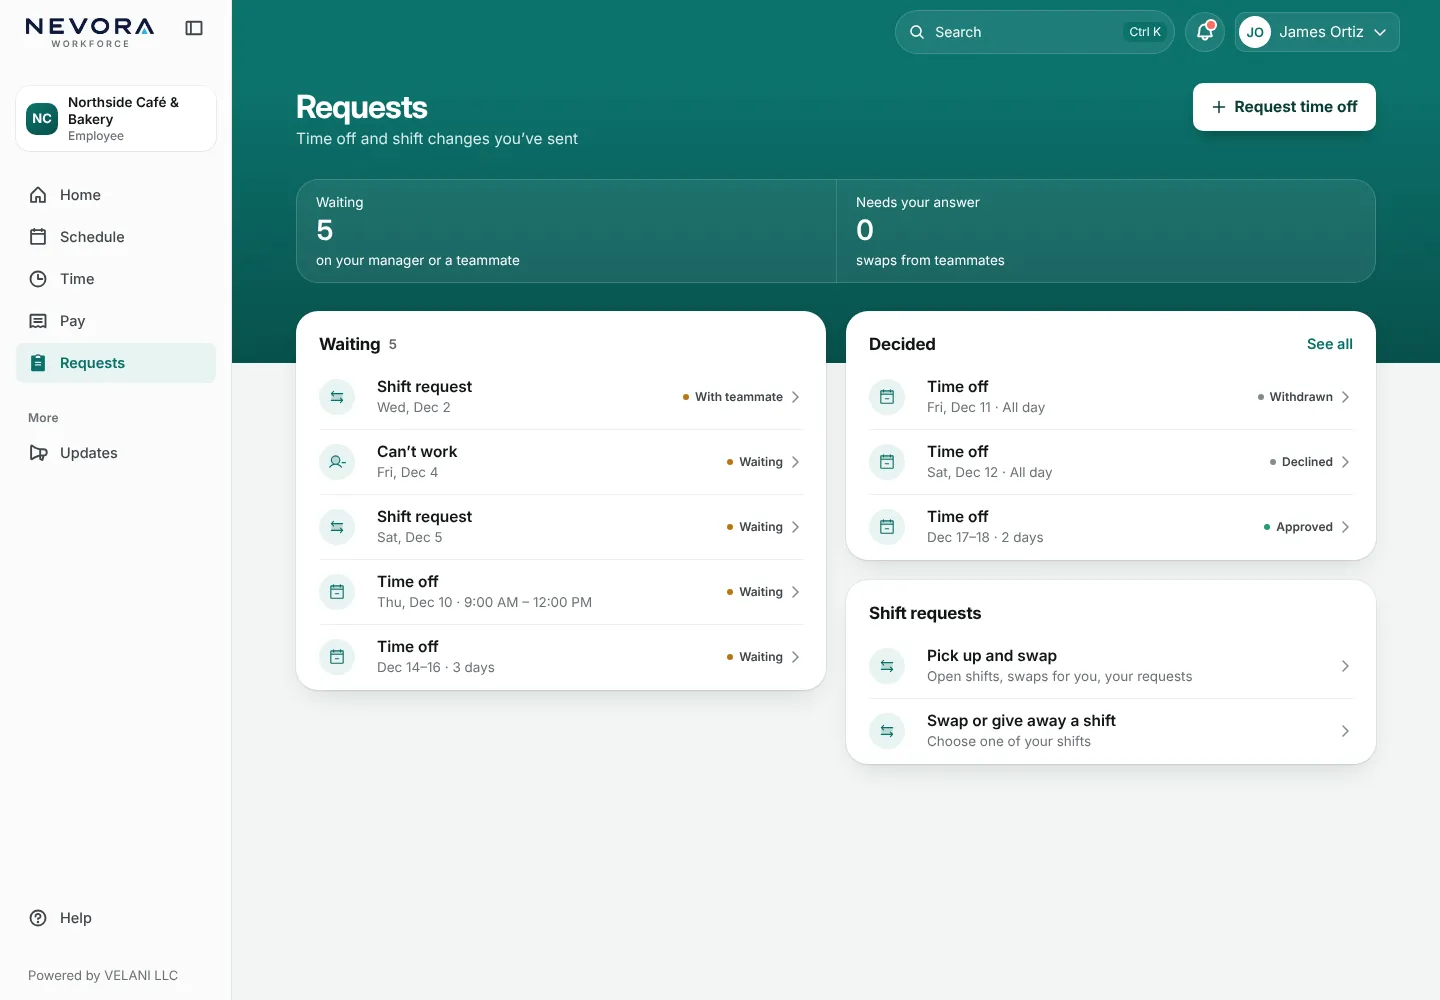 NEVORA
WORKFORCE
Search
Ctrl K
JO
James Ortiz
NC
Northside Café &
Bakery
Employee
Home
Schedule
Time
Pay
Requests
More
Updates
Help
Powered by VELANI LLC
Requests
Time off and shift changes you’ve sent
Request time off
Waiting
5
on your manager or a teammate
Needs your answer
0
swaps from teammates
Waiting 5
Shift request
Wed, Dec 2
With teammate
Can’t work
Fri, Dec 4
Waiting
Shift request
Sat, Dec 5
Waiting
Time off
Thu, Dec 10 · 9:00 AM – 12:00 PM
Waiting
Time off
Dec 14–16 · 3 days
Waiting
Decided
See all
Time off
Fri, Dec 11 · All day
Withdrawn
Time off
Sat, Dec 12 · All day
Declined
Time off
Dec 17–18 · 2 days
Approved
Shift requests
Pick up and swap
Open shifts, swaps for you, your requests
Swap or give away a shift
Choose one of your shifts